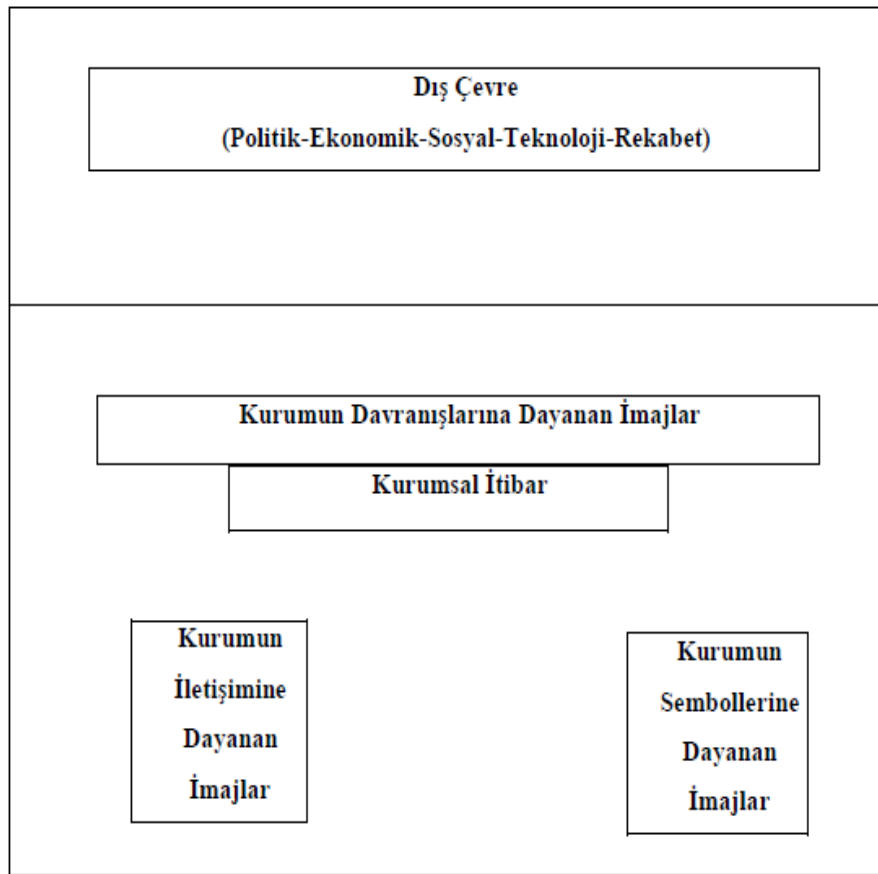 Dış Çevre
(Politik-Ekonomik-Sosyal-Teknoloji-Rekabet)
Kurumun Davranışlarına Dayanan İmajlar
Kurumsal İtibar
Kurumun
İletişimine
Dayanan
İmajlar
Kurumun
Sembollerine
Dayanan
İmajlar